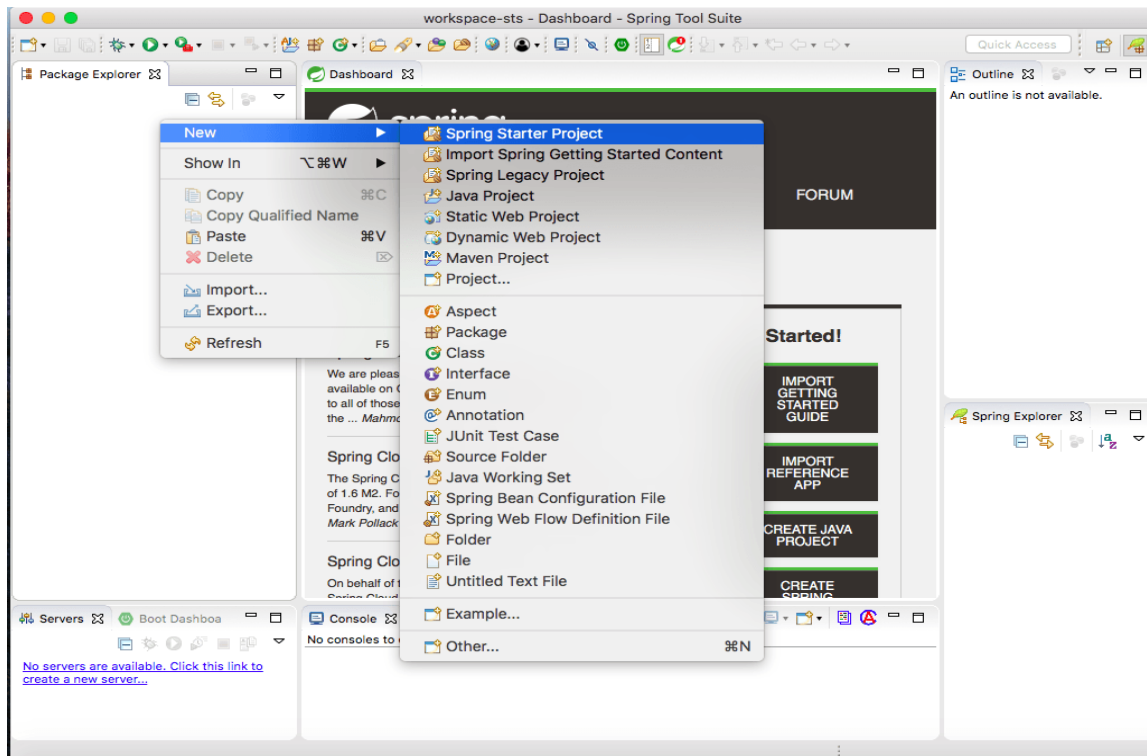 workspace-sts - Dashboard - Spring Tool Suite
Quick Access
Package Explorer
Dashboard
Outline
An outline is not available.
spring
FORUM
New
Show In ⌥⌘W
Copy ⌘C
Copy Qualified Name
Paste ⌘V
Delete ⌦
Import...
Export...
Refresh F5
Spring Starter Project
Import Spring Getting Started Content
Spring Legacy Project
Java Project
Static Web Project
Dynamic Web Project
Maven Project
Project...
Aspect
Package
Class
Interface
Enum
Annotation
JUnit Test Case
Source Folder
Java Working Set
Spring Bean Configuration File
Spring Web Flow Definition File
Folder
File
Untitled Text File
Example...
Other... ⌘N
We are pleas
available on
to all of those
the ... Mahmo
Spring Clo
The Spring C
of 1.6 M2. Fo
Foundry, and
Mark Pollack
Spring Clo
On behalf of t
Started!
IMPORT
GETTING
STARTED
GUIDE
IMPORT
REFERENCE
APP
CREATE JAVA
PROJECT
CREATE
SPRING
Spring Explorer
Servers
Boot Dashboa
No servers are available. Click this link to
create a new server...
Console
No consoles to